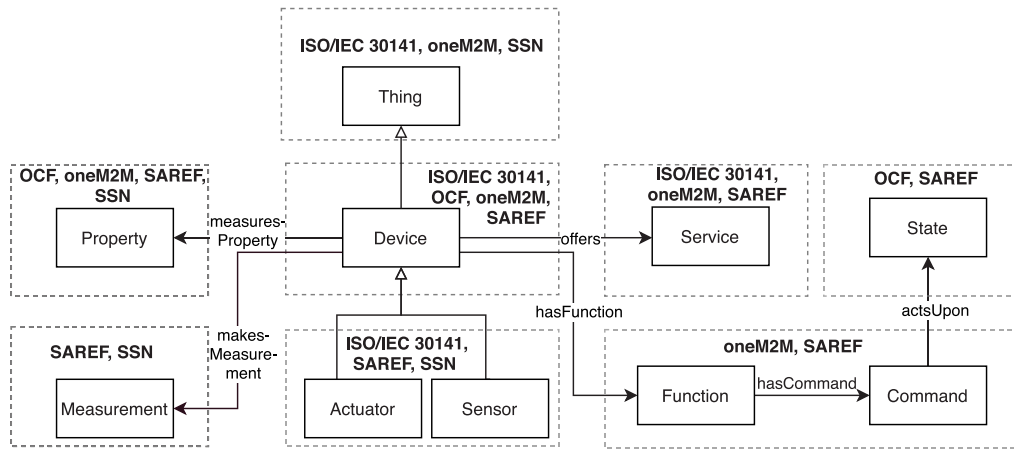 ISO/IEC 30141, oneM2M, SSN
Thing
OCF, oneM2M, SAREF,
SSN
Property
measures-
Property
ISO/IEC 30141,
OCF, oneM2M,
SAREF
Device
offers
ISO/IEC 30141,
oneM2M, SAREF
Service
OCF, SAREF
State
hasFunction
actsUpon
makes-
Measure-
ment
SAREF, SSN
Measurement
ISO/IEC 30141,
SAREF, SSN
Actuator
Sensor
oneM2M, SAREF
Function
hasCommand
Command